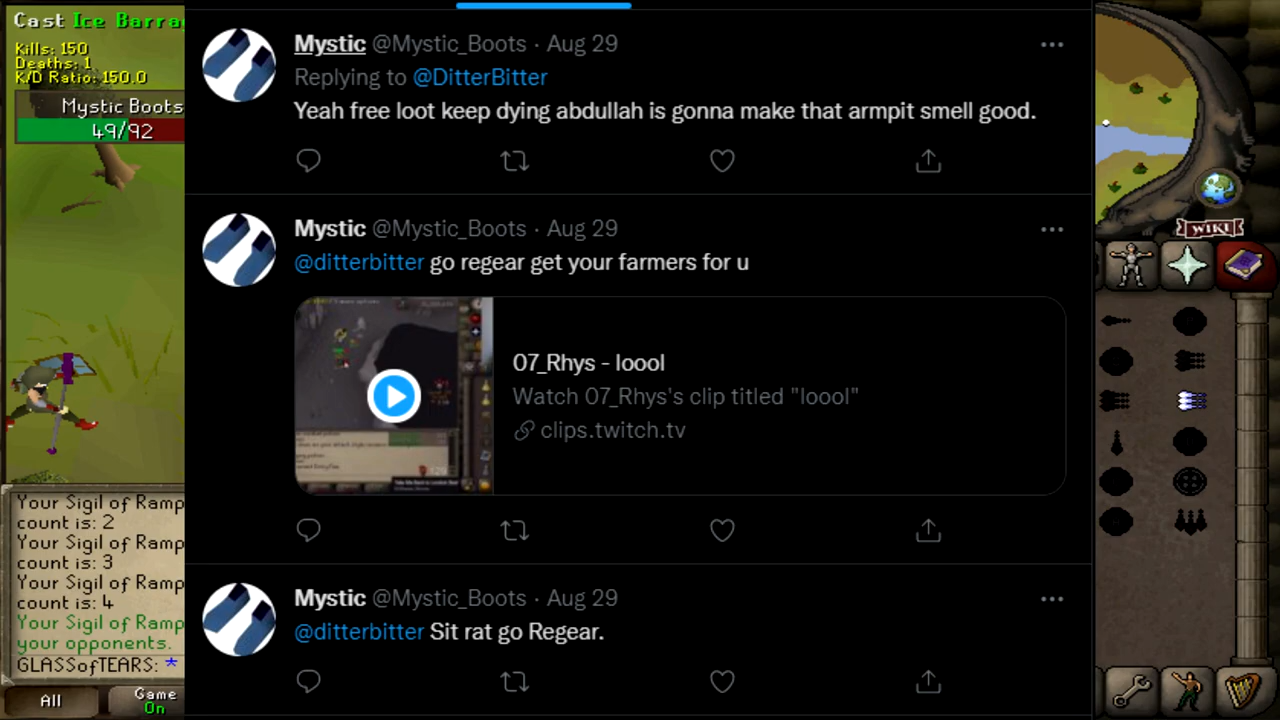 Cast Ice Barra
Kills: 150
Deaths: 1
K/D Ratio: 150.0
Mystic Boots
49/92
Mystic @Mystic_Boots · Aug 29
Replying to @DitterBitter
Yeah free loot keep dying abdullah is gonna make that armpit smell good.
Mystic @Mystic_Boots · Aug 29
@ditterbitter go regear get your farmers for u
07_Rhys - loool
Watch 07_Rhys's clip titled "loool"
clips.twitch.tv
Mystic @Mystic_Boots · Aug 29
@ditterbitter Sit rat go Regear.
Your Sigil of Ramp
count is: 2
Your Sigil of Ramp
count is: 3
Your Sigil of Ramp
count is: 4
Your Sigil of Ramp
your opponents.
GLASSofTEARS: *
All
Game
On
WIKI